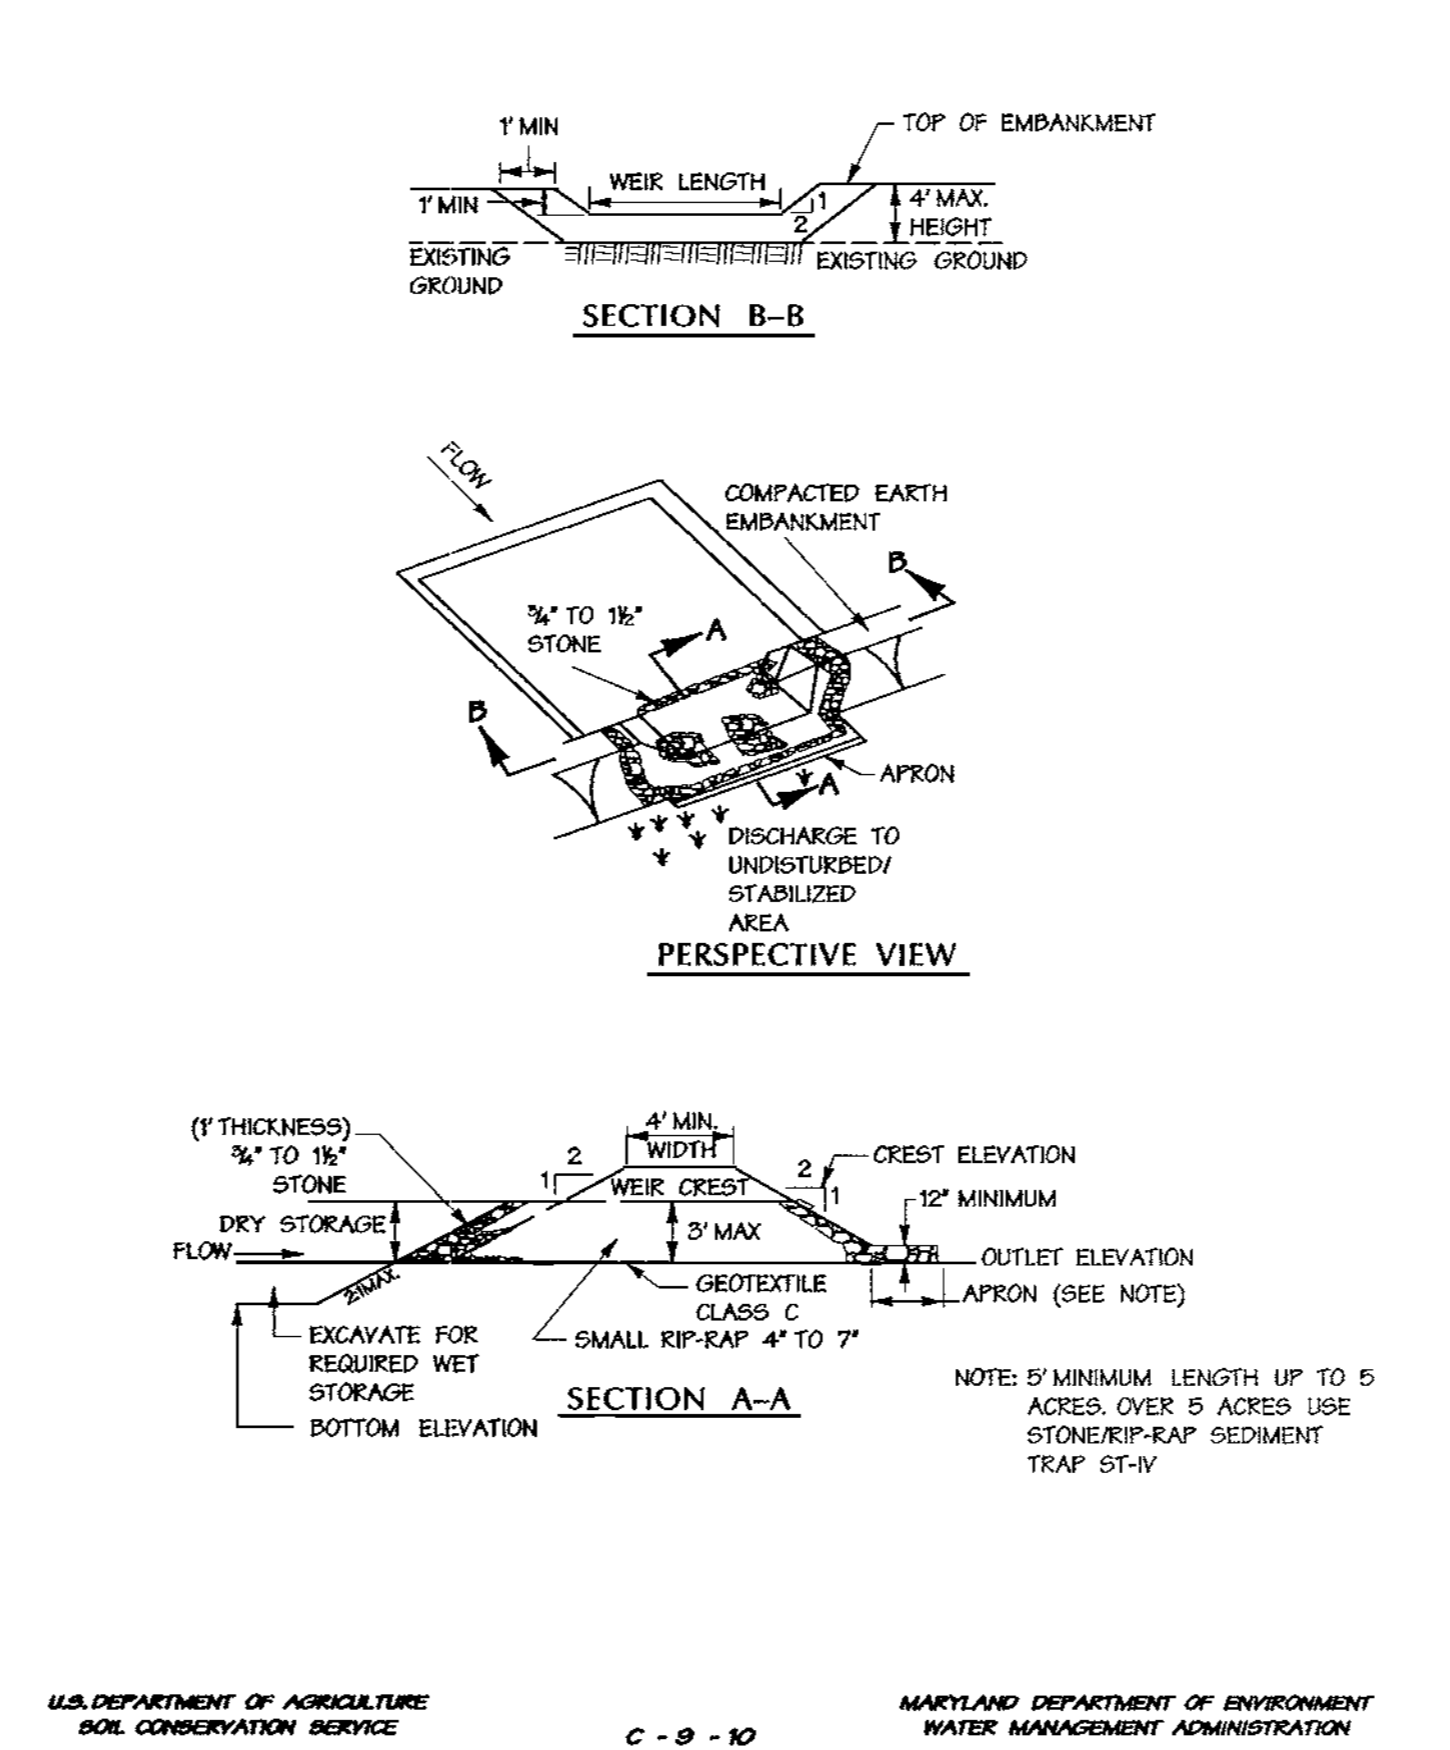 1' MIN
TOP OF EMBANKMENT
WEIR LENGTH
1' MIN
1
2
4' MAX.
HEIGHT
EXISTING
GROUND
EXISTING GROUND
SECTION B-B
FLOW
COMPACTED EARTH
EMBANKMENT
B
3/4" TO 1 1/2"
STONE
A
B
APRON
A
DISCHARGE TO
UNDISTURBED/
STABILIZED
AREA
PERSPECTIVE VIEW
(1' THICKNESS)
3/4" TO 1 1/2"
STONE
4' MIN.
WIDTH
2
1
2
1
CREST ELEVATION
WEIR CREST
12" MINIMUM
DRY STORAGE
3' MAX
FLOW
OUTLET ELEVATION
2:1 MAX.
GEOTEXTILE
CLASS C
APRON (SEE NOTE)
SMALL RIP-RAP 4" TO 7"
EXCAVATE FOR
REQUIRED WET
STORAGE
BOTTOM ELEVATION
SECTION A-A
NOTE: 5' MINIMUM LENGTH UP TO 5
ACRES. OVER 5 ACRES USE
STONE/RIP-RAP SEDIMENT
TRAP ST-IV
U.S. DEPARTMENT OF AGRICULTURE
SOIL CONSERVATION SERVICE
C - 9 - 10
MARYLAND DEPARTMENT OF ENVIRONMENT
WATER MANAGEMENT ADMINISTRATION